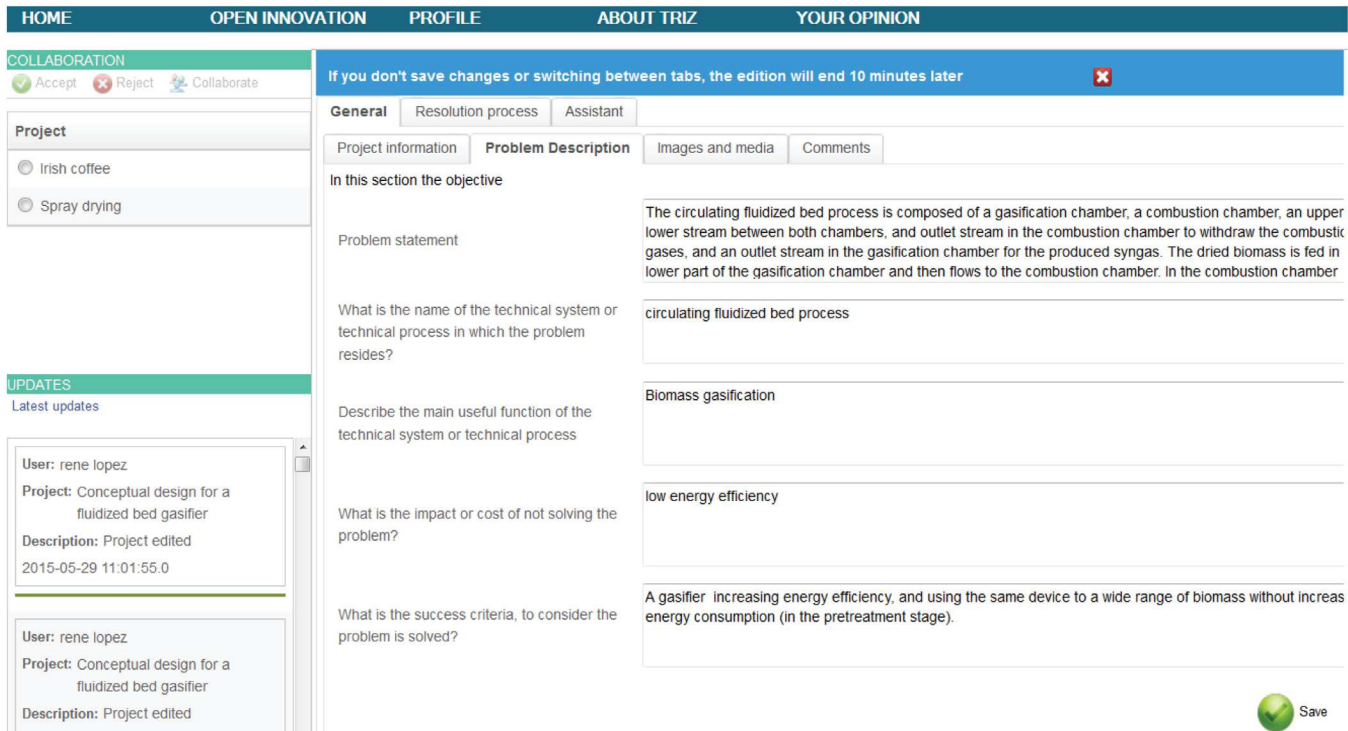 HOME OPEN INNOVATION PROFILE ABOUT TRIZ YOUR OPINION
COLLABORATION
Accept Reject Collaborate
Project
Irish coffee
Spray drying
UPDATES
Latest updates
User: rene lopez
Project: Conceptual design for a
fluidized bed gasifier
Description: Project edited
2015-05-29 11:01:55.0
User: rene lopez
Project: Conceptual design for a
fluidized bed gasifier
Description: Project edited
If you don't save changes or switching between tabs, the edition will end 10 minutes later
General Resolution process Assistant
Project information Problem Description Images and media Comments
In this section the objective
Problem statement
The circulating fluidized bed process is composed of a gasification chamber, a combustion chamber, an upper
lower stream between both chambers, and outlet stream in the combustion chamber to withdraw the combustic
gases, and an outlet stream in the gasification chamber for the produced syngas. The dried biomass is fed in
lower part of the gasification chamber and then flows to the combustion chamber. In the combustion chamber
What is the name of the technical system or
technical process in which the problem
resides?
circulating fluidized bed process
Describe the main useful function of the
technical system or technical process
Biomass gasification
What is the impact or cost of not solving the
problem?
low energy efficiency
What is the success criteria, to consider the
problem is solved?
A gasifier increasing energy efficiency, and using the same device to a wide range of biomass without increas
energy consumption (in the pretreatment stage).
Save